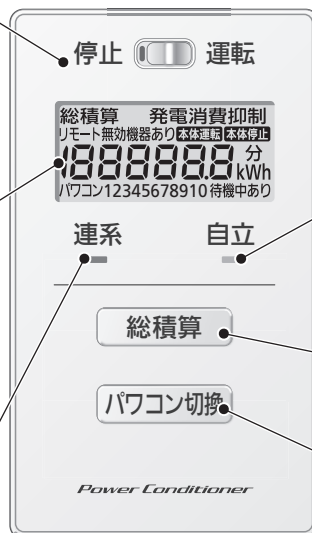 停止 運転
総積算 発電消費抑制
リモート無効機器あり 本体運転 本体停止
188888.8 分
kWh
パワコン12345678910待機中あり
連系 自立
総積算
パワコン切換
Power Conditioner